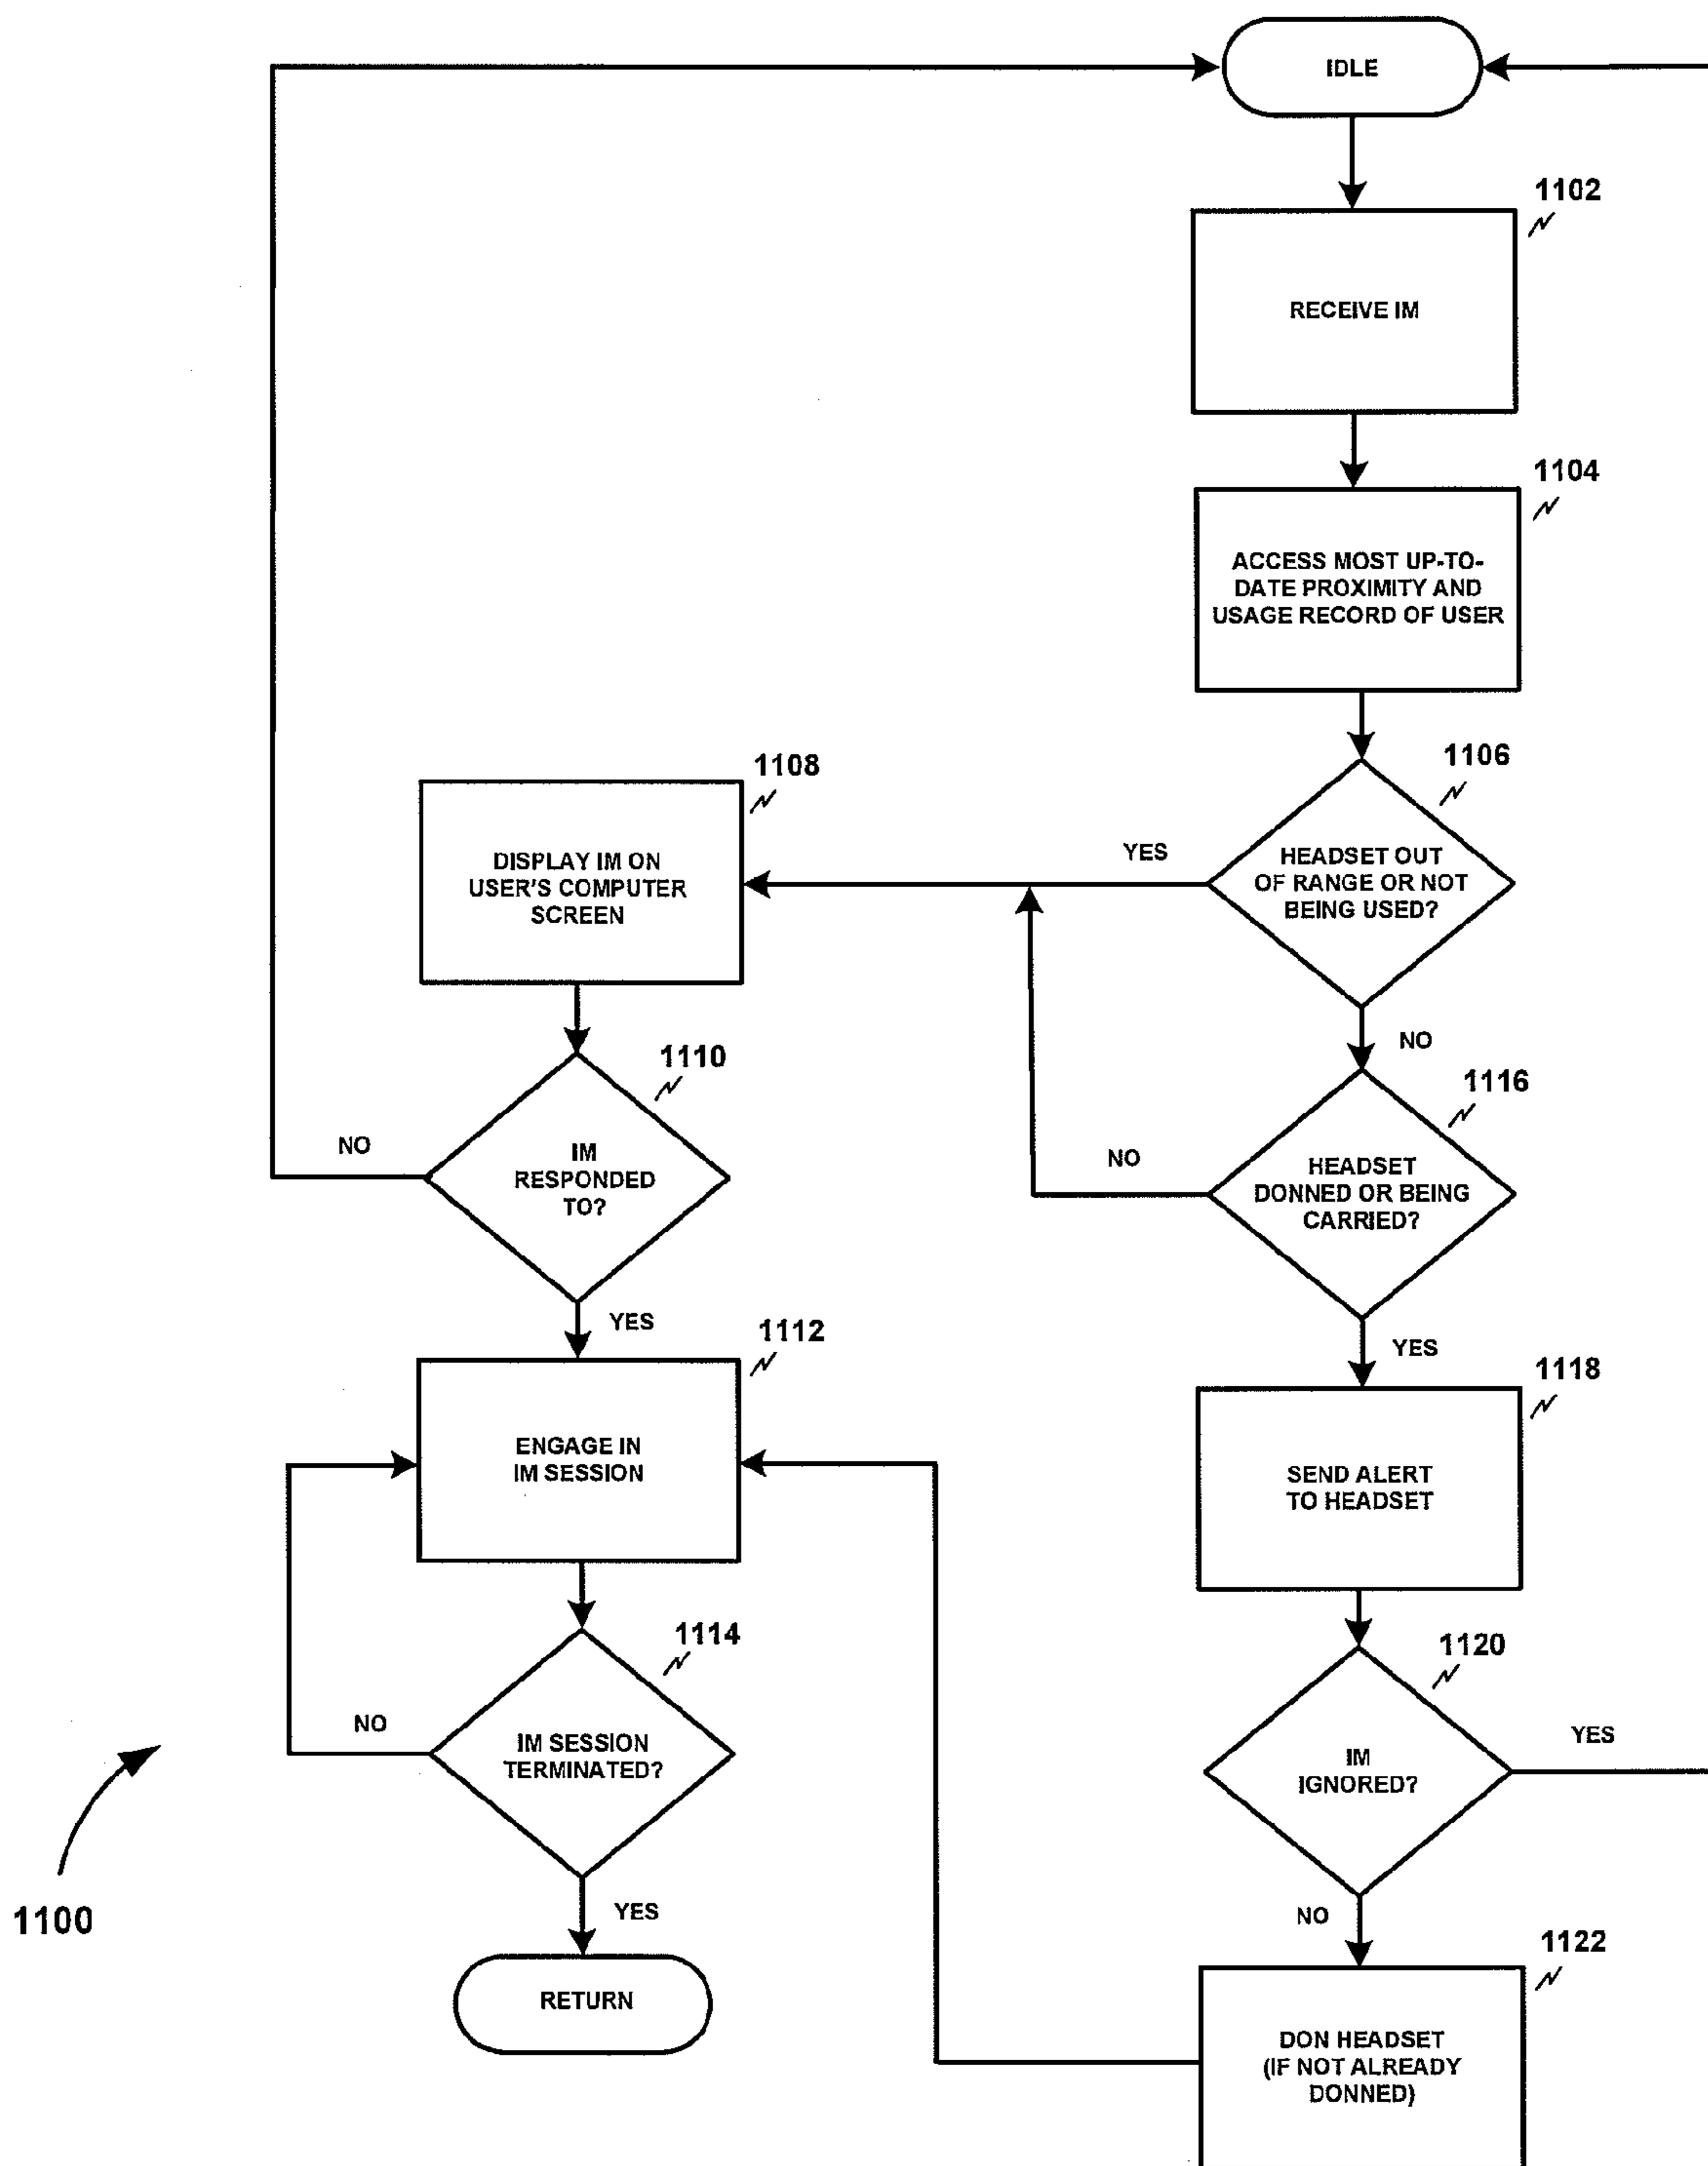 IDLE
1102
RECEIVE IM
1104
ACCESS MOST UP-TO-
DATE PROXIMITY AND
USAGE RECORD OF USER
1106
HEADSET OUT
OF RANGE OR NOT
BEING USED?
YES
NO
1108
DISPLAY IM ON
USER'S COMPUTER
SCREEN
1110
IM
RESPONDED
TO?
NO
YES
1116
HEADSET
DONNED OR BEING
CARRIED?
NO
YES
1112
ENGAGE IN
IM SESSION
1118
SEND ALERT
TO HEADSET
1114
IM SESSION
TERMINATED?
NO
YES
1120
IM
IGNORED?
YES
NO
1100
RETURN
1122
DON HEADSET
(IF NOT ALREADY
DONNED)